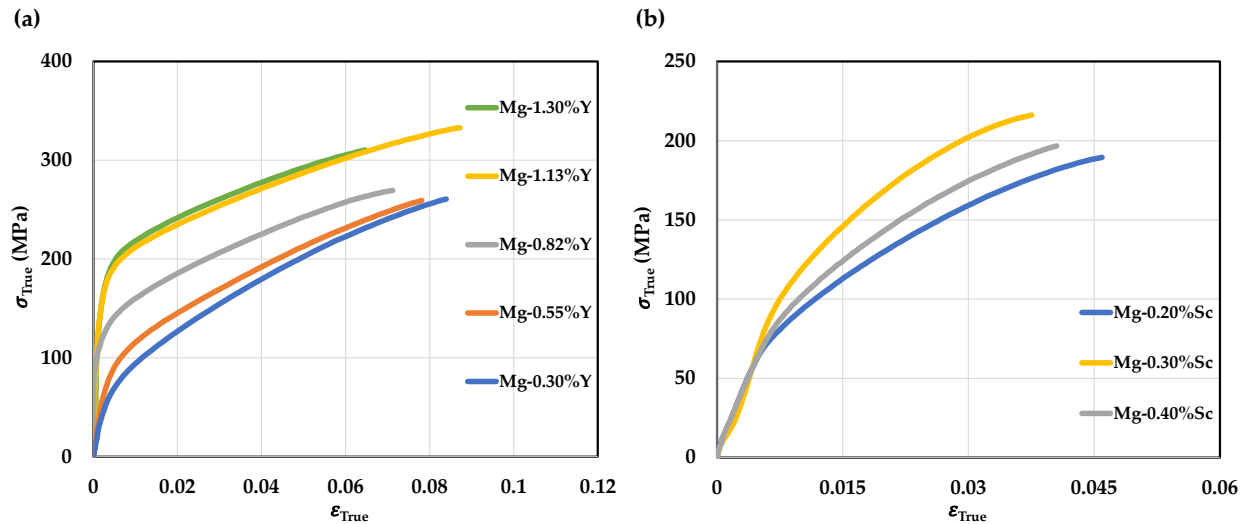 (a)
400
300
200
100
0
σTrue (MPa)
Mg-1.30%Y
Mg-1.13%Y
Mg-0.82%Y
Mg-0.55%Y
Mg-0.30%Y
0 0.02 0.04 0.06 0.08 0.1 0.12
εTrue
(b)
250
200
150
100
50
0
σTrue (MPa)
Mg-0.20%Sc
Mg-0.30%Sc
Mg-0.40%Sc
0 0.015 0.03 0.045 0.06
εTrue